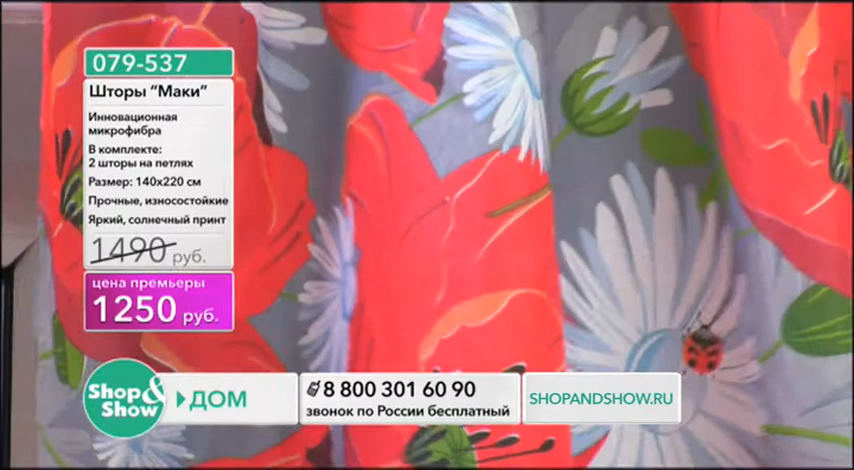 079-537
Шторы "Маки"
Инновационная
микрофибра
В комплекте:
2 шторы на петлях
Размер: 140х220 см
Прочные, износостойкие
Яркий, солнечный принт
1490 руб.
цена премьеры
1250 руб.
Shop&
Show
ДОМ
8 800 301 60 90
звонок по России бесплатный
SHOPANDSHOW.RU